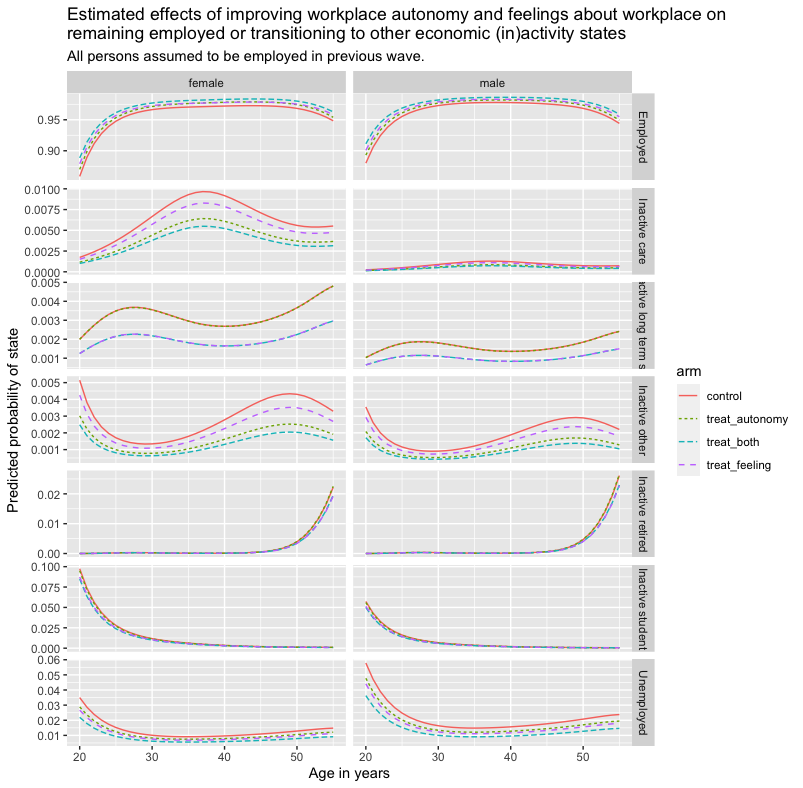 Estimated effects of improving workplace autonomy and feelings about workplace on
remaining employed or transitioning to other economic (in)activity states
All persons assumed to be employed in previous wave.
female
male
0.95
0.90
Employed
0.0100
0.0075
0.0050
0.0025
0.0000
Inactive care
0.005
0.004
0.003
0.002
0.001
ctive long term s
0.005
0.004
0.003
0.002
0.001
Inactive other
0.02
0.01
0.00
Inactive retired
0.100
0.075
0.050
0.025
0.000
Inactive student
0.06
0.05
0.04
0.03
0.02
0.01
Unemployed
20 30 40 50
20 30 40 50
Age in years
Predicted probability of state
arm
control
treat_autonomy
treat_both
treat_feeling